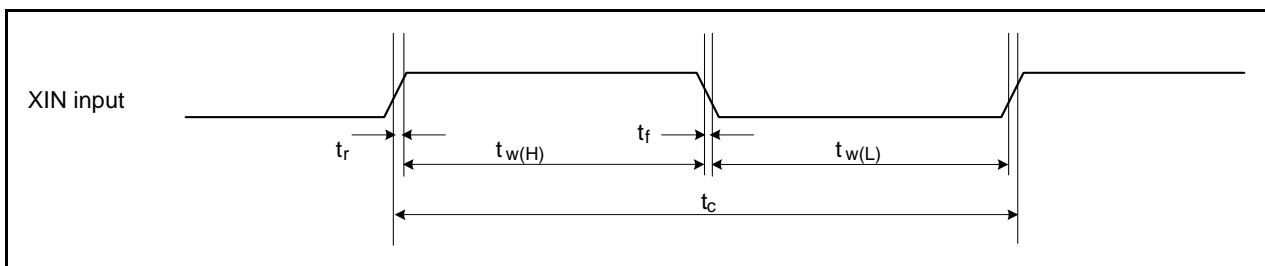 XIN input
tr
tw(H)
tf
tw(L)
tc